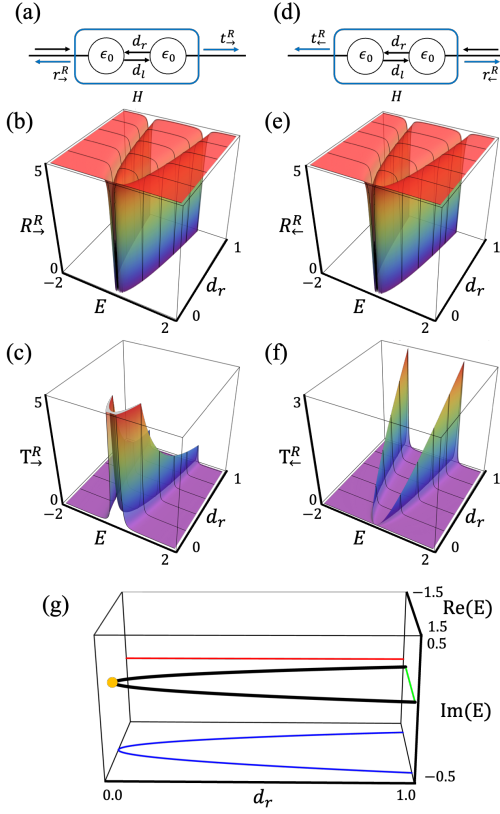 (a)
t→ᴿ
r→ᴿ
ϵ₀
dᵣ
dₗ
ϵ₀
H
(d)
t←ᴿ
r←ᴿ
ϵ₀
dᵣ
dₗ
ϵ₀
H
(b)
5
R→ᴿ
0
−2
E
2
0
dᵣ
1
(e)
5
R←ᴿ
0
−2
E
2
0
dᵣ
1
(c)
5
T→ᴿ
0
−2
E
2
0
dᵣ
1
(f)
3
T←ᴿ
0
−2
E
2
0
dᵣ
1
(g)
−1.5
Re(E)
1.5
0.5
Im(E)
−0.5
0.0
dᵣ
1.0